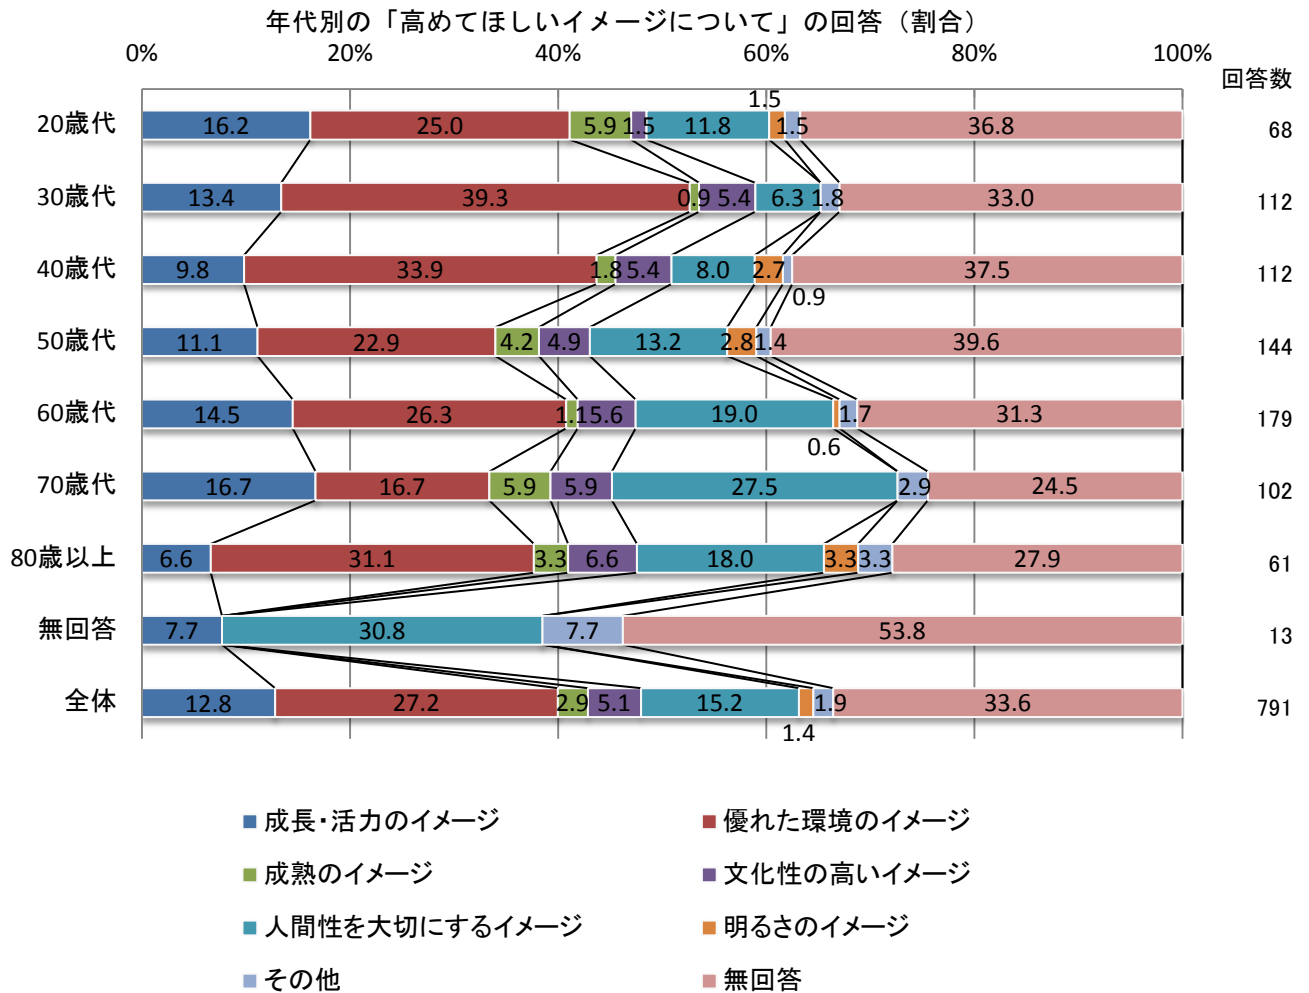 年代別の「高めてほしいイメージについて」の回答（割合）
0% 20% 40% 60% 80% 100%
回答数
1.5
20歳代 16.2 25.0 5.9 1.5 11.8 1.5 36.8 68
30歳代 13.4 39.3 0.9 5.4 6.3 1.8 33.0 112
40歳代 9.8 33.9 1.8 5.4 8.0 2.7 37.5 112
0.9
50歳代 11.1 22.9 4.2 4.9 13.2 2.8 1.4 39.6 144
60歳代 14.5 26.3 1.1 5.6 19.0 1.7 31.3 179
0.6
70歳代 16.7 16.7 5.9 5.9 27.5 2.9 24.5 102
80歳以上 6.6 31.1 3.3 6.6 18.0 3.3 3.3 27.9 61
無回答 7.7 30.8 7.7 53.8 13
全体 12.8 27.2 2.9 5.1 15.2 1.9 33.6 791
1.4
成長・活力のイメージ 優れた環境のイメージ
成熟のイメージ 文化性の高いイメージ
人間性を大切にするイメージ 明るさのイメージ
その他 無回答